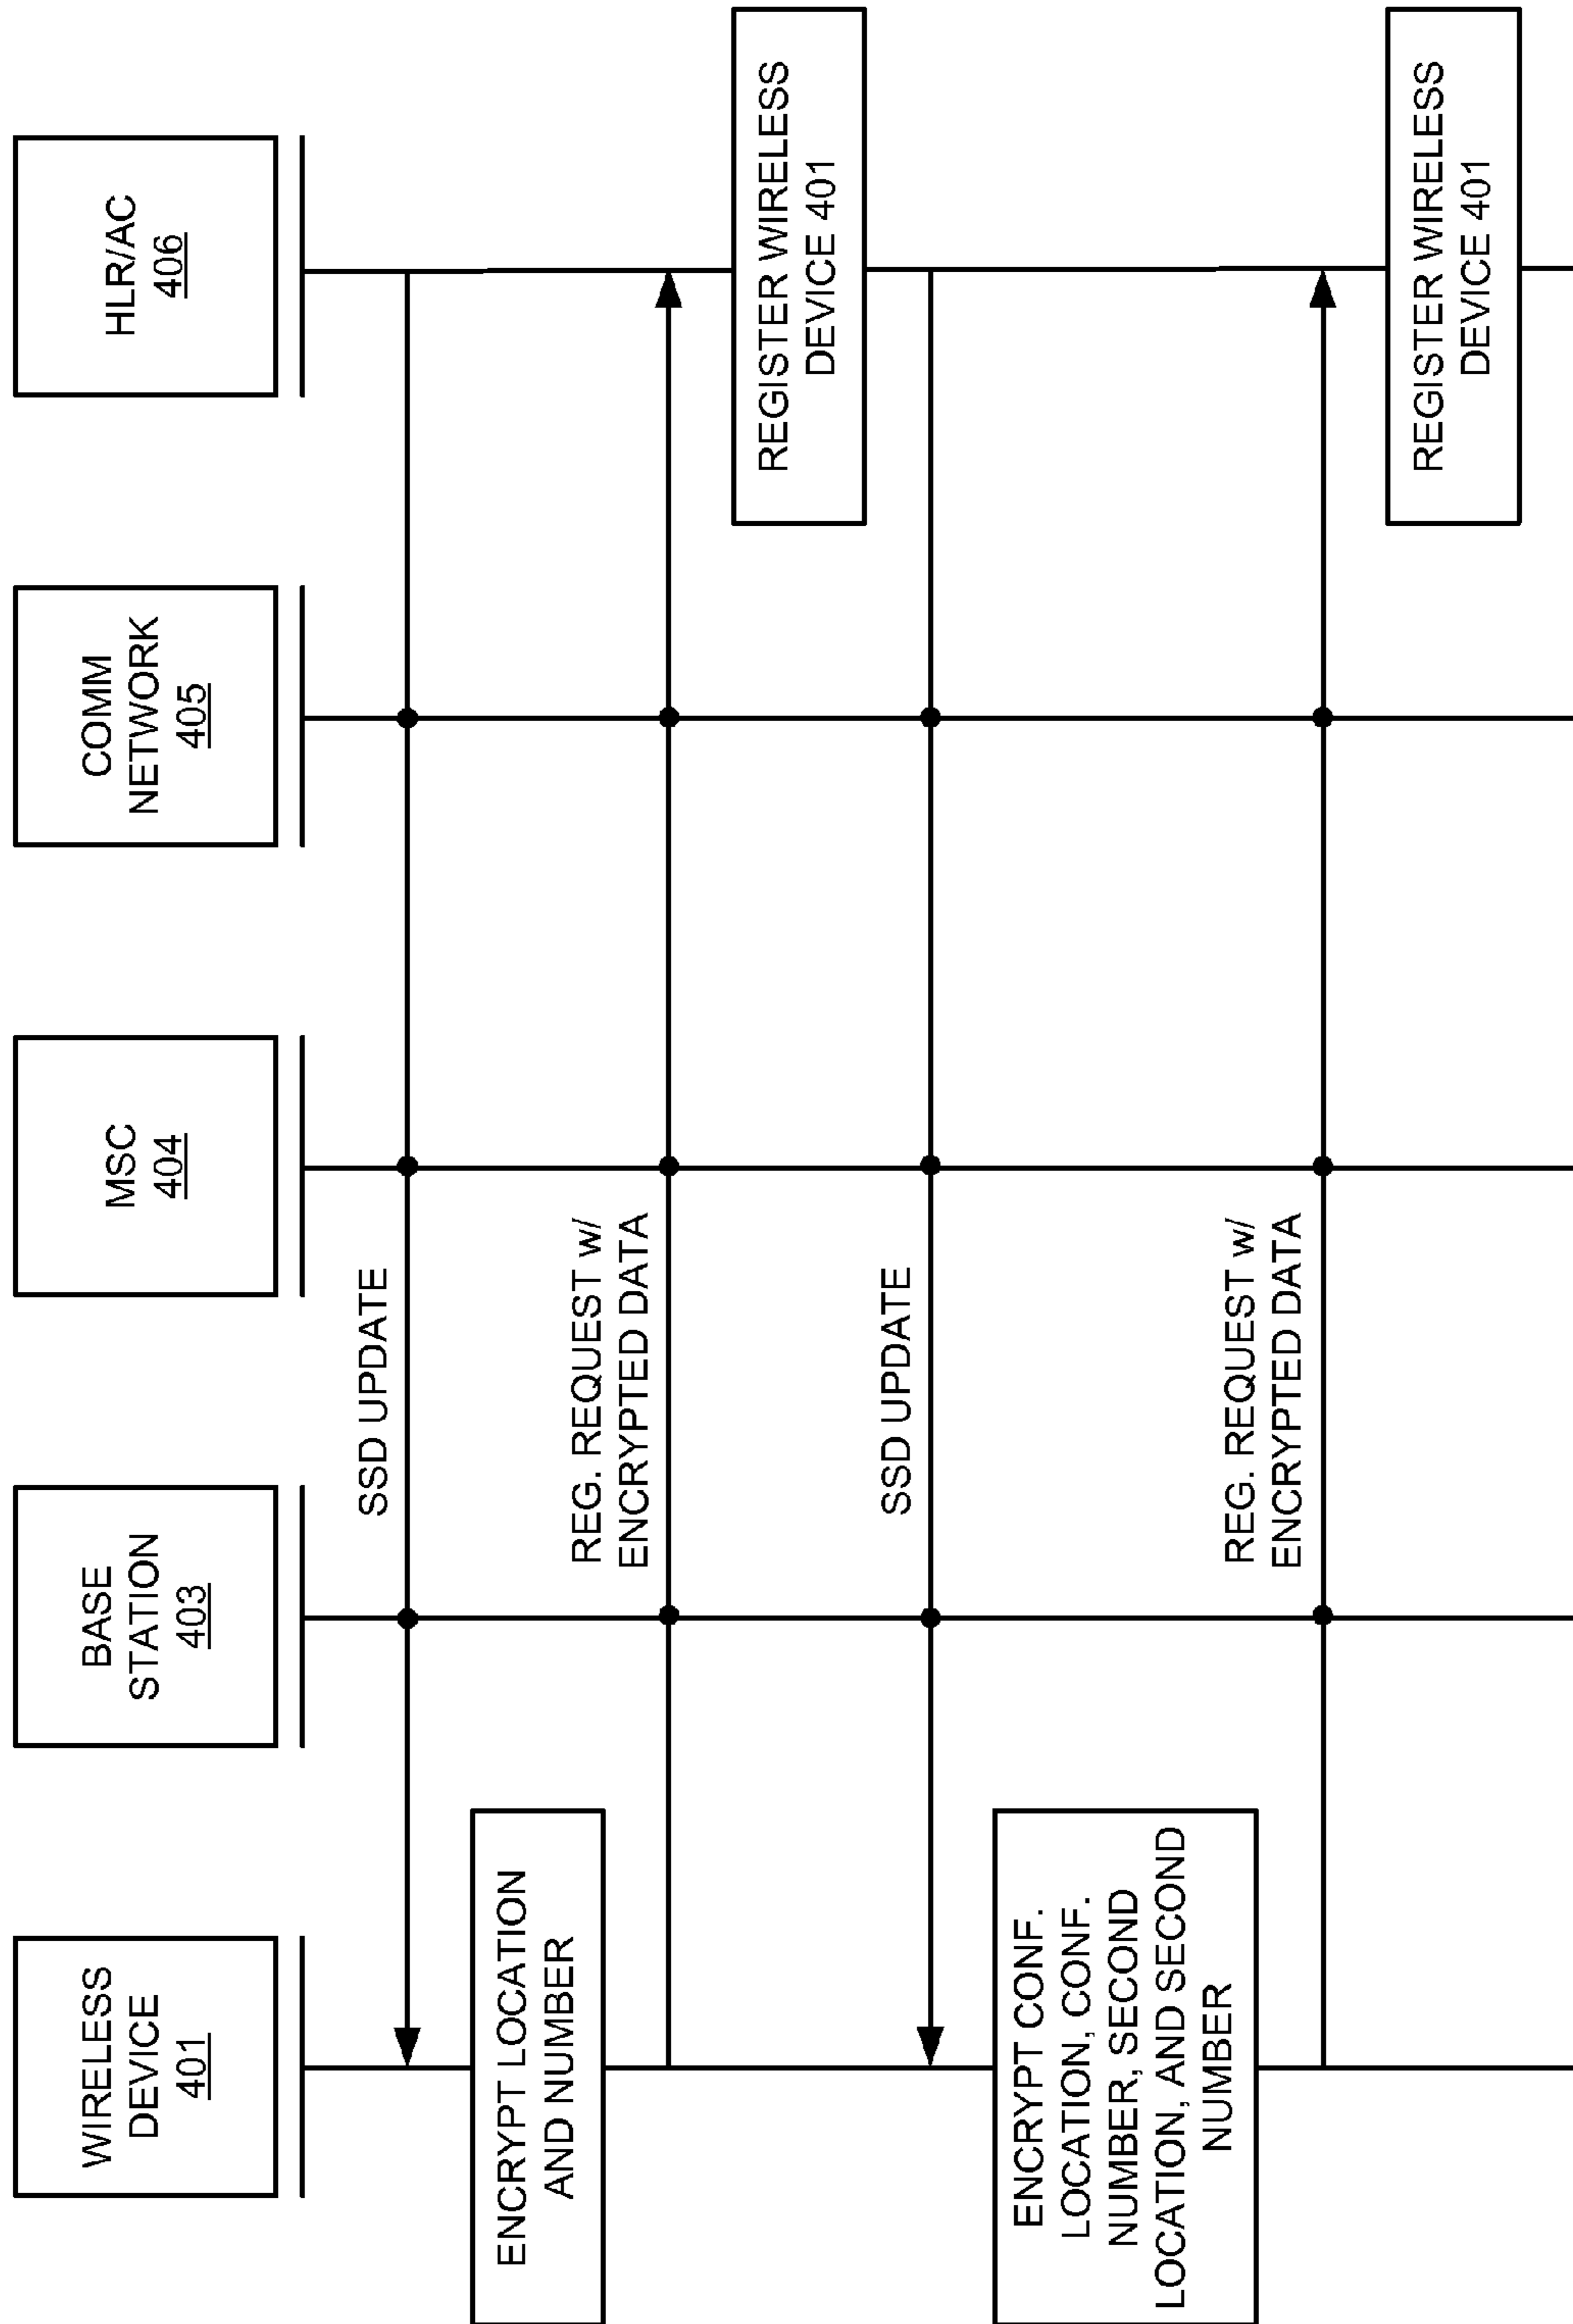 WIRELESS
DEVICE
401
BASE
STATION
403
MSC
404
COMM
NETWORK
405
HLR/AC
406
SSD UPDATE
ENCRYPT LOCATION
AND NUMBER
REG. REQUEST w/
ENCRYPTED DATA
REGISTER WIRELESS
DEVICE 401
SSD UPDATE
ENCRYPT CONF.
LOCATION, CONF.
NUMBER, SECOND
LOCATION, AND SECOND
NUMBER
REG. REQUEST w/
ENCRYPTED DATA
REGISTER WIRELESS
DEVICE 401